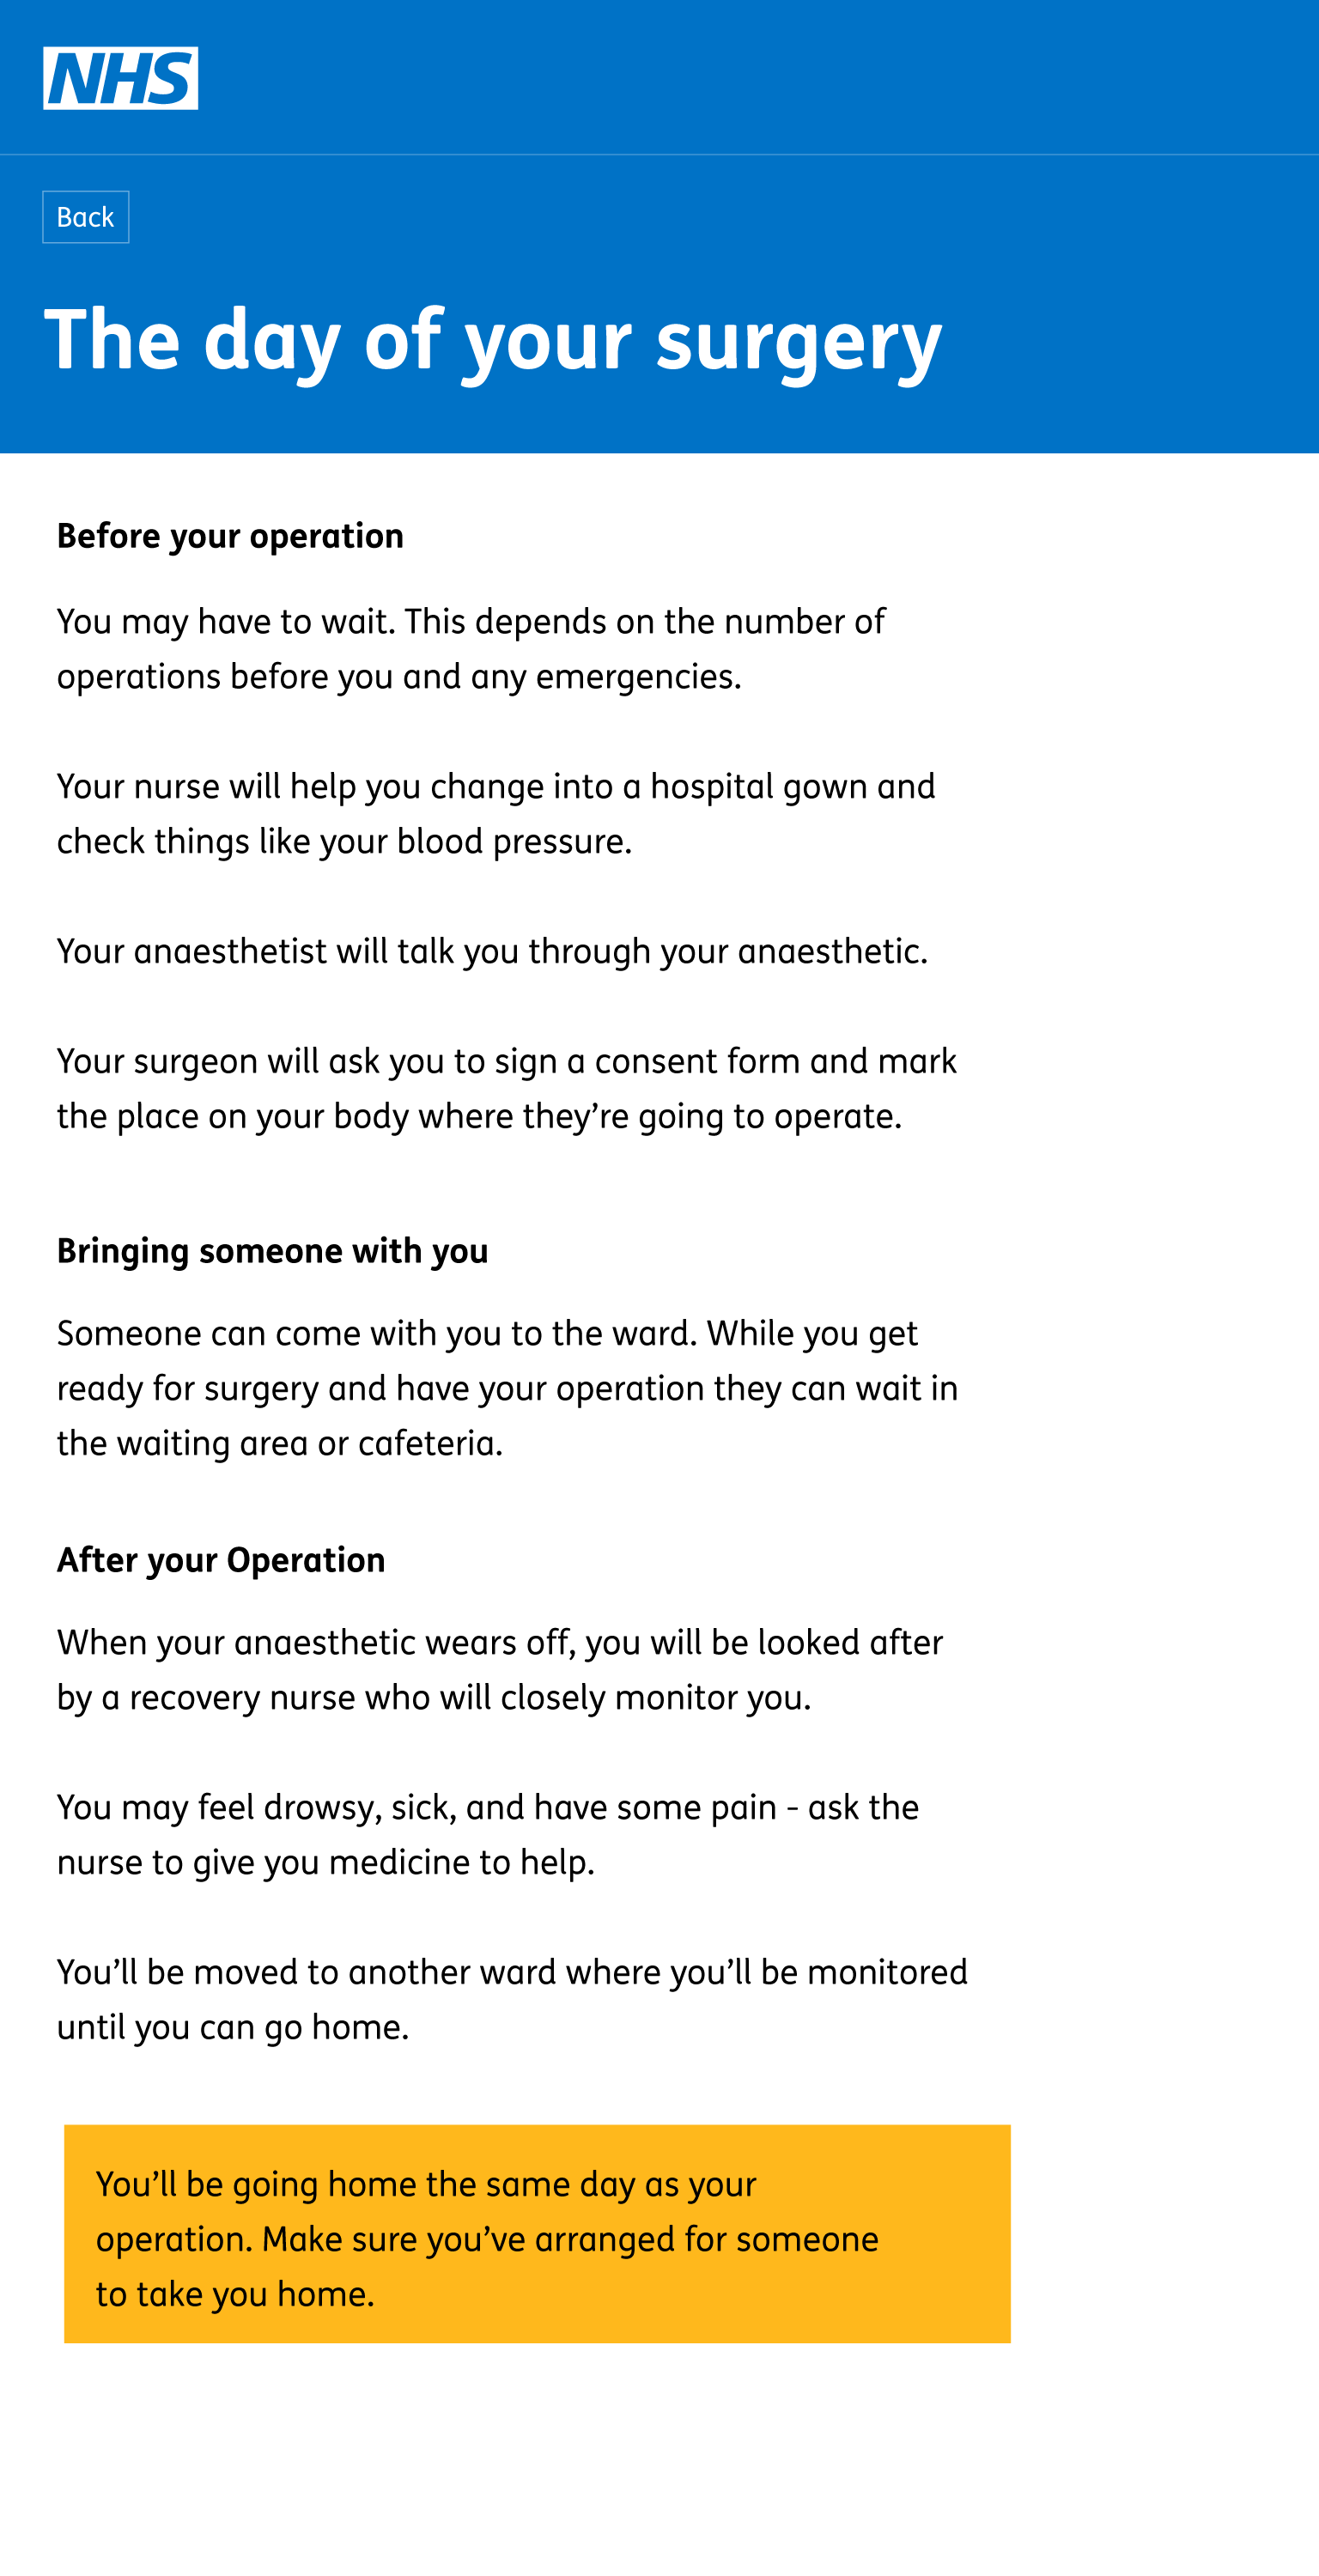 NHS
Back
The day of your surgery
Before your operation
You may have to wait. This depends on the number of
operations before you and any emergencies.
Your nurse will help you change into a hospital gown and
check things like your blood pressure.
Your anaesthetist will talk you through your anaesthetic.
Your surgeon will ask you to sign a consent form and mark
the place on your body where they’re going to operate.
Bringing someone with you
Someone can come with you to the ward. While you get
ready for surgery and have your operation they can wait in
the waiting area or cafeteria.
After your Operation
When your anaesthetic wears off, you will be looked after
by a recovery nurse who will closely monitor you.
You may feel drowsy, sick, and have some pain - ask the
nurse to give you medicine to help.
You’ll be moved to another ward where you’ll be monitored
until you can go home.
You’ll be going home the same day as your
operation. Make sure you’ve arranged for someone
to take you home.